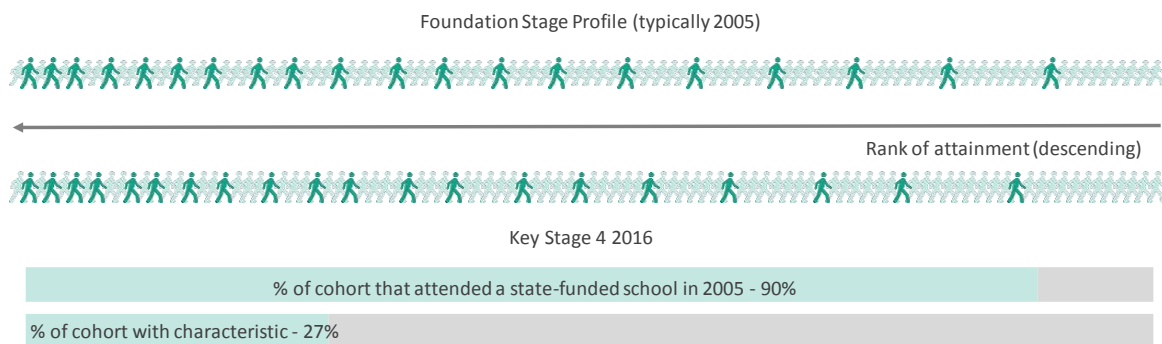 Foundation Stage Profile (typically 2005)
Rank of attainment (descending)
Key Stage 4 2016
% of cohort that attended a state-funded school in 2005 - 90%
% of cohort with characteristic - 27%